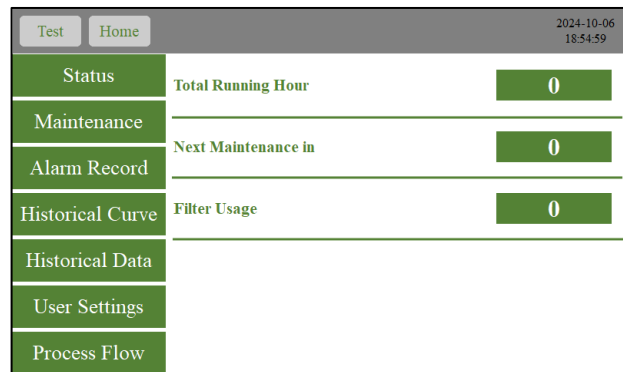 Test
Home
2024-10-06
18:54:59
Status
Maintenance
Alarm Record
Historical Curve
Historical Data
User Settings
Process Flow
Total Running Hour
0
Next Maintenance in
0
Filter Usage
0